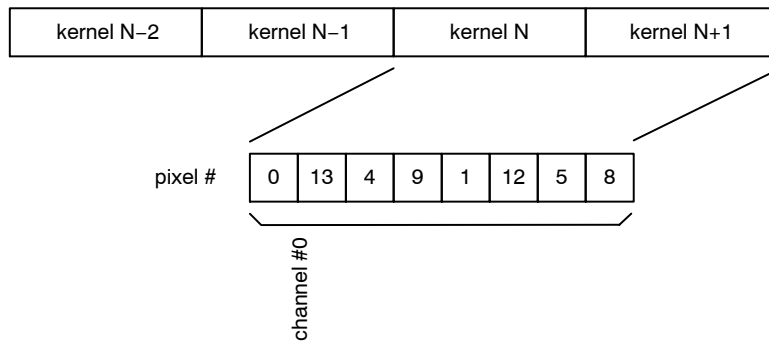 kernel N−2 kernel N−1 kernel N kernel N+1
pixel # 0 13 4 9 1 12 5 8
channel #0